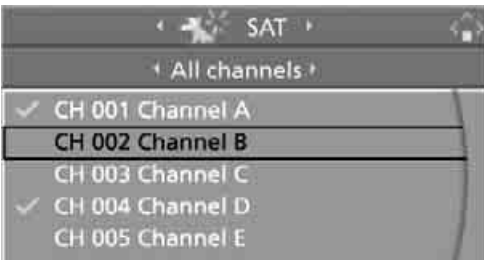 SAT
All channels
CH 001 Channel A
CH 002 Channel B
CH 003 Channel C
CH 004 Channel D
CH 005 Channel E